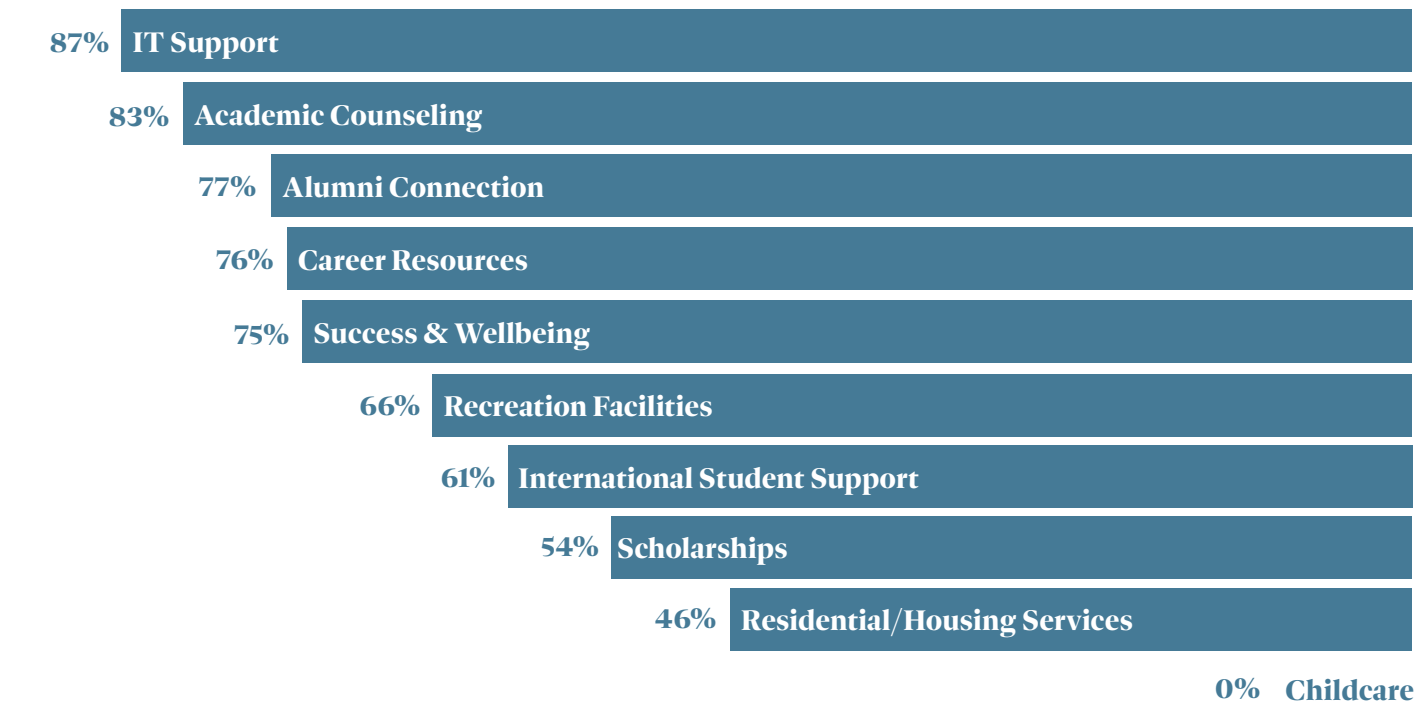 87% IT Support
83% Academic Counseling
77% Alumni Connection
76% Career Resources
75% Success & Wellbeing
66% Recreation Facilities
61% International Student Support
54% Scholarships
46% Residential/Housing Services
0% Childcare